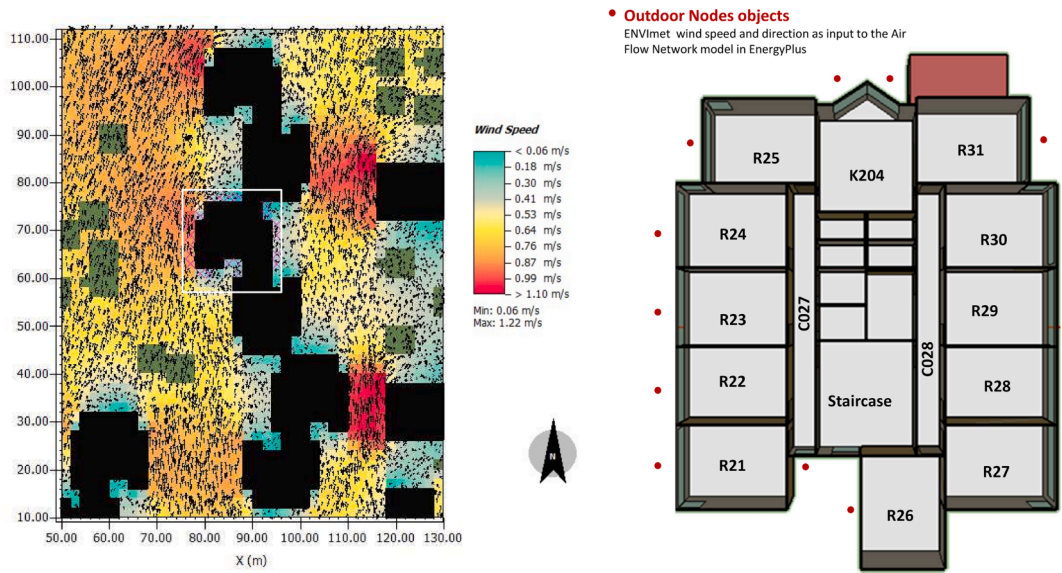 110.00
100.00
90.00
80.00
70.00
60.00
50.00
40.00
30.00
20.00
10.00
50.00 60.00 70.00 80.00 90.00 100.00 110.00 120.00 130.00
X (m)
Wind Speed
< 0.06 m/s
0.18 m/s
0.30 m/s
0.41 m/s
0.53 m/s
0.64 m/s
0.76 m/s
0.87 m/s
0.99 m/s
> 1.10 m/s
Min: 0.06 m/s
Max: 1.22 m/s
N
• Outdoor Nodes objects
ENVImet wind speed and direction as input to the Air
Flow Network model in EnergyPlus
R25
K204
R31
R24
R30
R23
C027
R29
R22
C028
R28
Staircase
R21
R27
R26